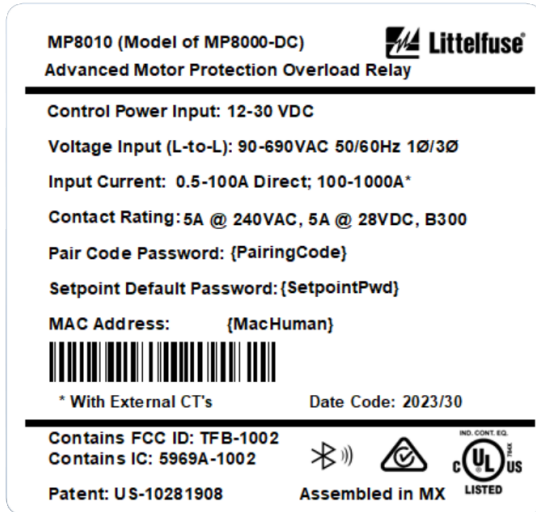 MP8010 (Model of MP8000-DC)
Littelfuse®
Advanced Motor Protection Overload Relay
Control Power Input: 12-30 VDC
Voltage Input (L-to-L): 90-690VAC 50/60Hz 1Ø/3Ø
Input Current: 0.5-100A Direct; 100-1000A*
Contact Rating: 5A @ 240VAC, 5A @ 28VDC, B300
Pair Code Password: {PairingCode}
Setpoint Default Password: {SetpointPwd}
MAC Address: {MacHuman}
* With External CT's Date Code: 2023/30
Contains FCC ID: TFB-1002
Contains IC: 5969A-1002
Patent: US-10281908
Assembled in MX
IND. CONT. EQ.
c UL US
784X
LISTED